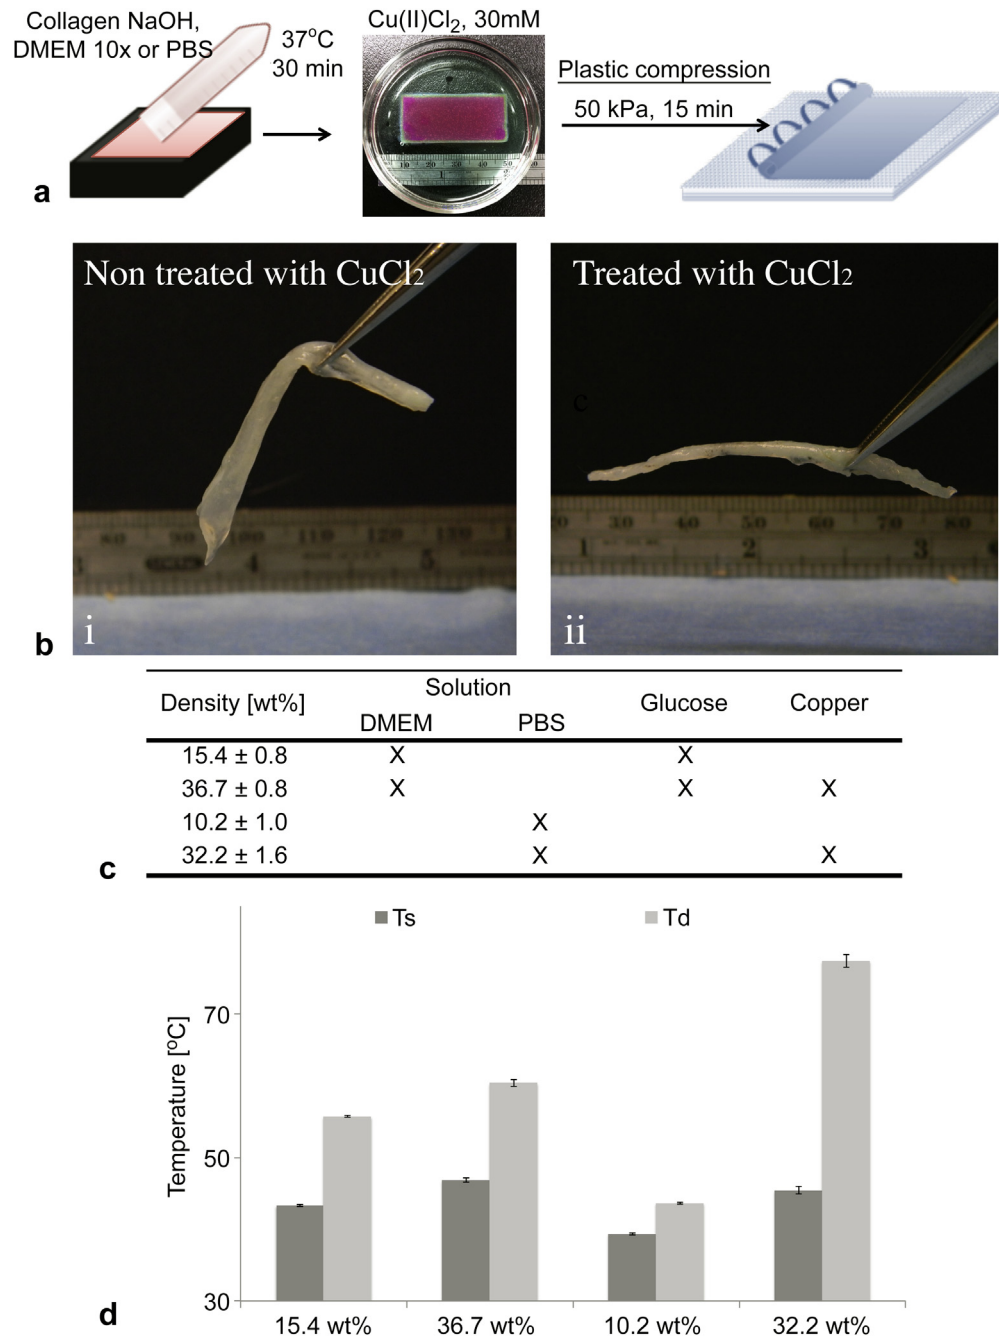 Collagen NaOH,
DMEM 10x or PBS
37°C
30 min
Cu(II)Cl₂, 30mM
Plastic compression
50 kPa, 15 min
a
Non treated with CuCl₂
Treated with CuCl₂
c
i
ii
b
Density [wt%] Solution Glucose Copper
DMEM PBS
15.4 ± 0.8 X X
36.7 ± 0.8 X X X
10.2 ± 1.0 X
32.2 ± 1.6 X X
c
Ts Td
Temperature [°C]
70
50
30
15.4 wt% 36.7 wt% 10.2 wt% 32.2 wt%
d